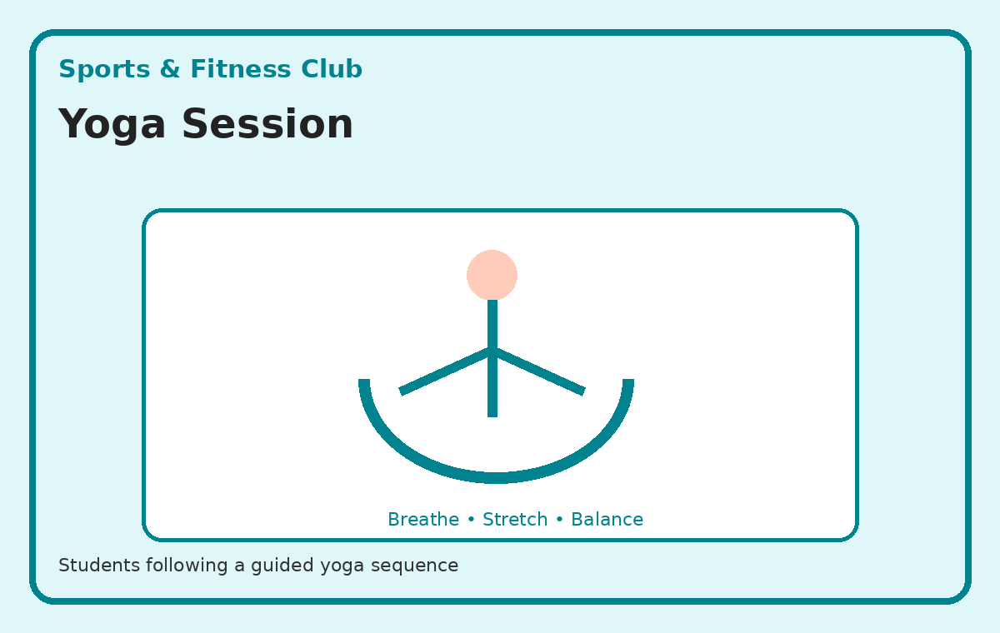 Sports & Fitness Club
Yoga Session
Breathe • Stretch • Balance
Students following a guided yoga sequence